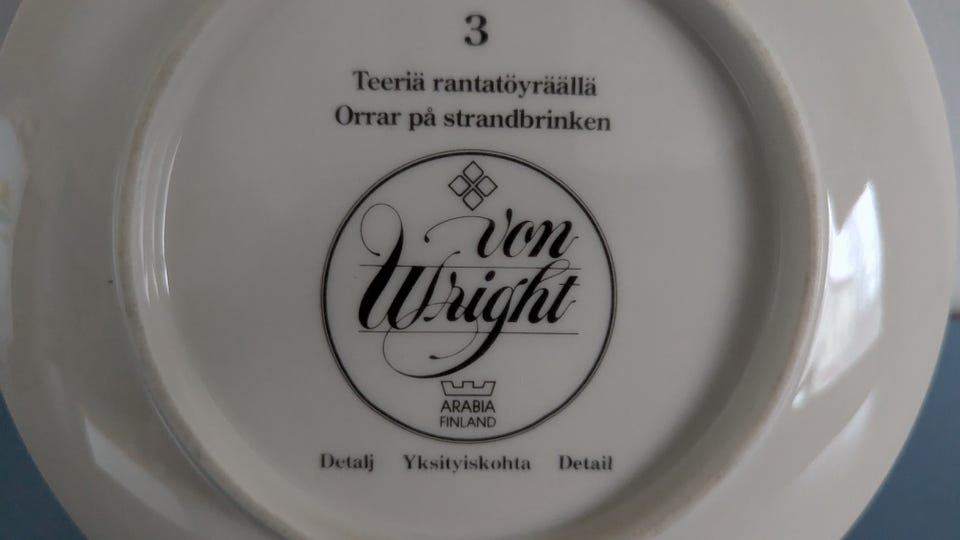 3
Teeriä rantatöyräällä
Orrar på strandbrinken
von
Wright
ARABIA
FINLAND
Detalj Yksityiskohta Detail